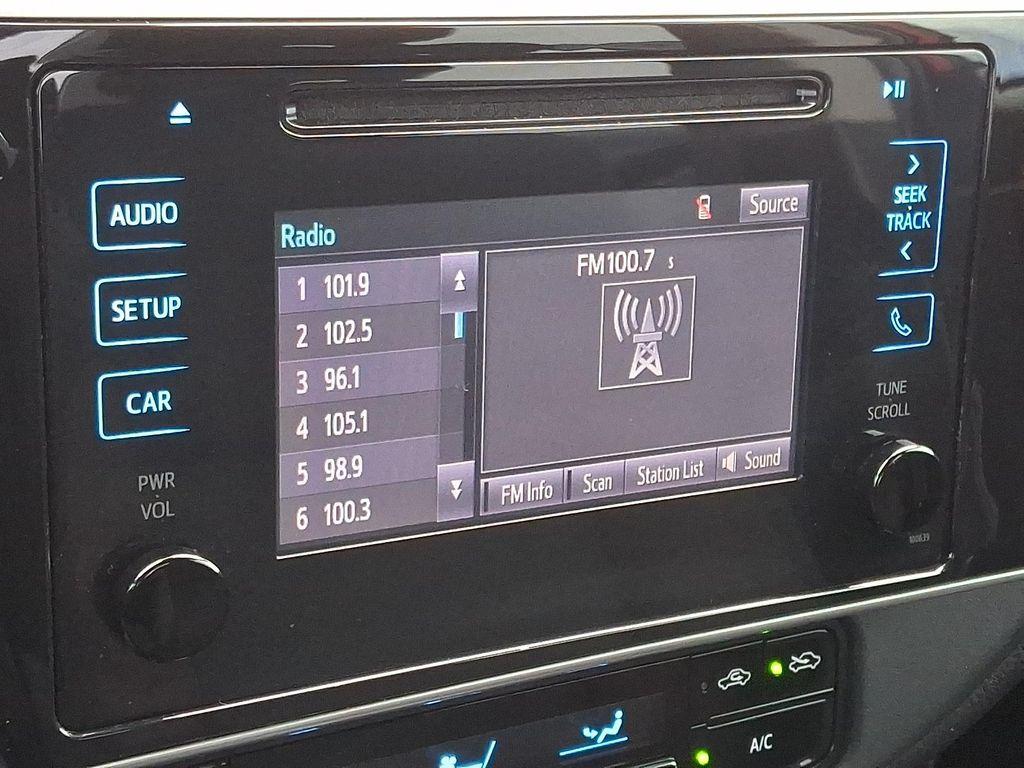 AUDIO
SETUP
CAR
PWR
VOL
Radio
Source
1 101.9
2 102.5
3 96.1
4 105.1
5 98.9
6 100.3
FM100.7 s
FM Info
Scan
Station List
Sound
SEEK
TRACK
TUNE
SCROLL
100639
A/C